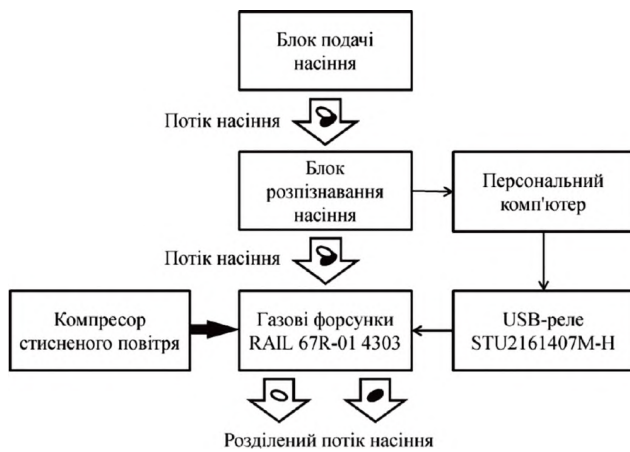 Блок подачі
насіння
Потік насіння
Блок
розпізнавання
насіння
Персональний
комп'ютер
Потік насіння
Компресор
стисненого повітря
Газові форсунки
RAIL 67R-01 4303
USB-реле
STU2161407M-H
Розділений потік насіння